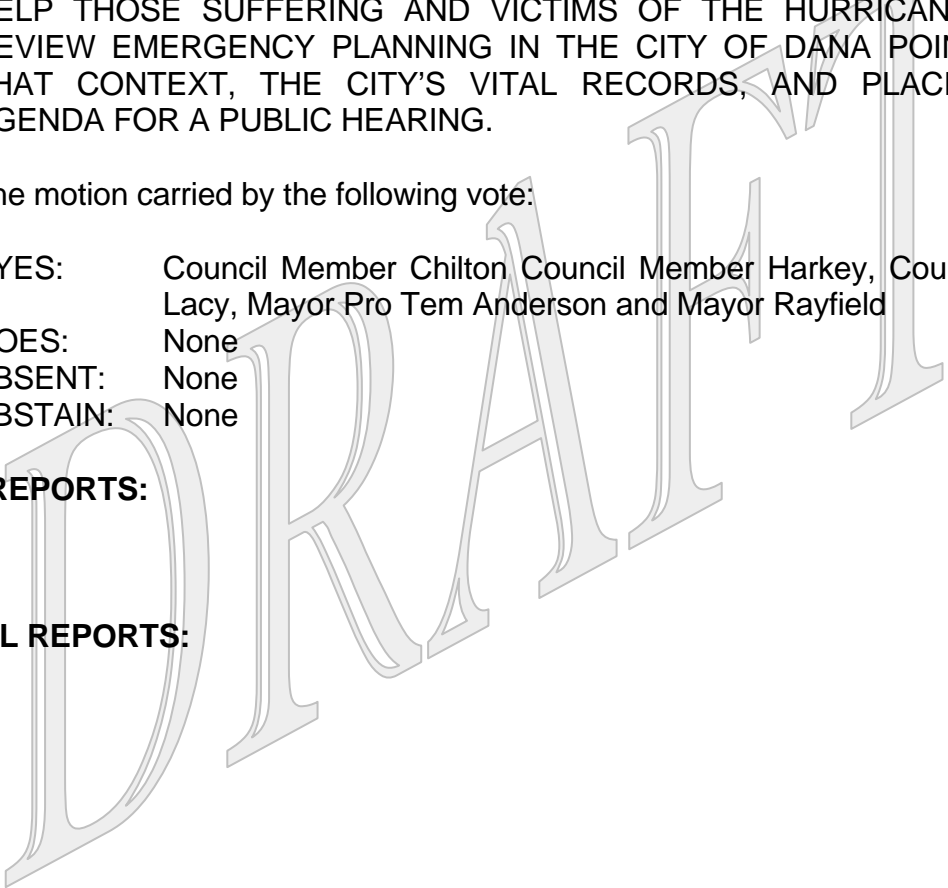 ELP THOSE SUFFERING AND VICTIMS OF THE HURRICAN
EVIEW EMERGENCY PLANNING IN THE CITY OF DANA POIN
HAT CONTEXT, THE CITY'S VITAL RECORDS, AND PLAC
GENDA FOR A PUBLIC HEARING.
he motion carried by the following vote:
YES: Council Member Chilton Council Member Harkey, Cou
Lacy, Mayor Pro Tem Anderson and Mayor Rayfield
OES: None
BSENT: None
BSTAIN: None
REPORTS:
L REPORTS:
DRAFT